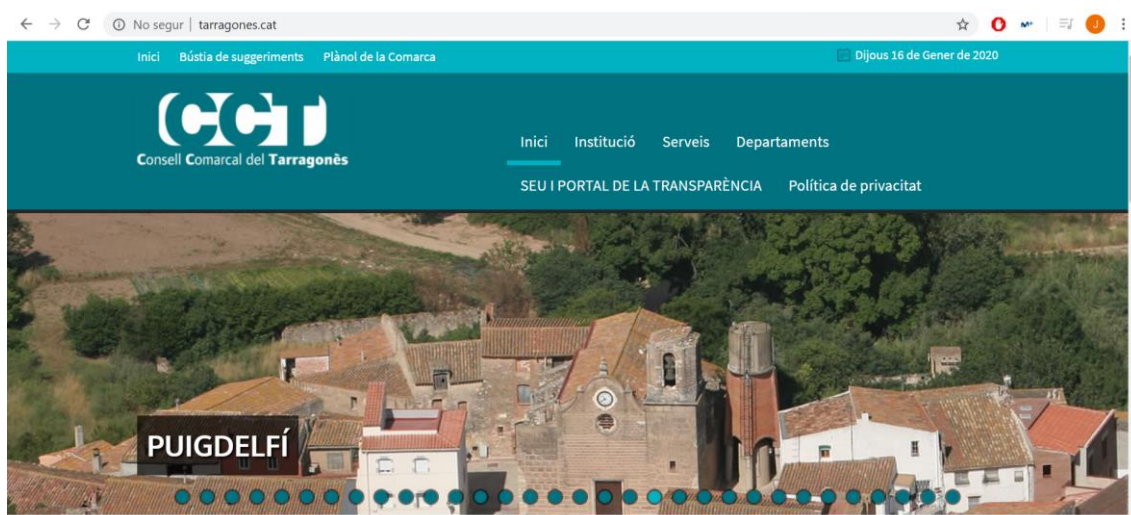 No segur | tarragones.cat
Inici Bústia de suggeriments Plànol de la Comarca
Dijous 16 de Gener de 2020
CCT
Consell Comarcal del Tarragonès
Inici Institució Serveis Departaments
SEU I PORTAL DE LA TRANSPARÈNCIA Política de privacitat
PUIGDELFÍ
J